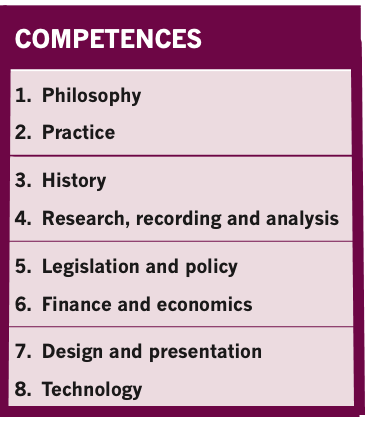 COMPETENCES
1. Philosophy
2. Practice
3. History
4. Research, recording and analysis
5. Legislation and policy
6. Finance and economics
7. Design and presentation
8. Technology